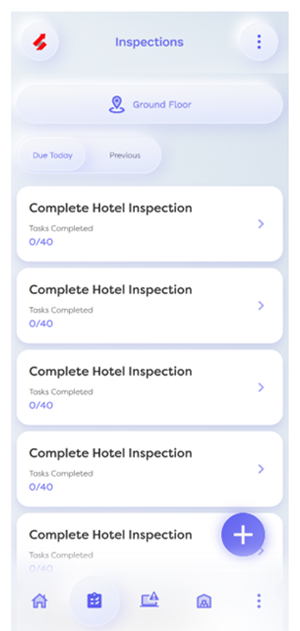 Inspections
Ground Floor
Due Today
Previous
Complete Hotel Inspection
Tasks Completed
0/40
Complete Hotel Inspection
Tasks Completed
0/40
Complete Hotel Inspection
Tasks Completed
0/40
Complete Hotel Inspection
Tasks Completed
0/40
Complete Hotel Inspection
Tasks Completed
0/40